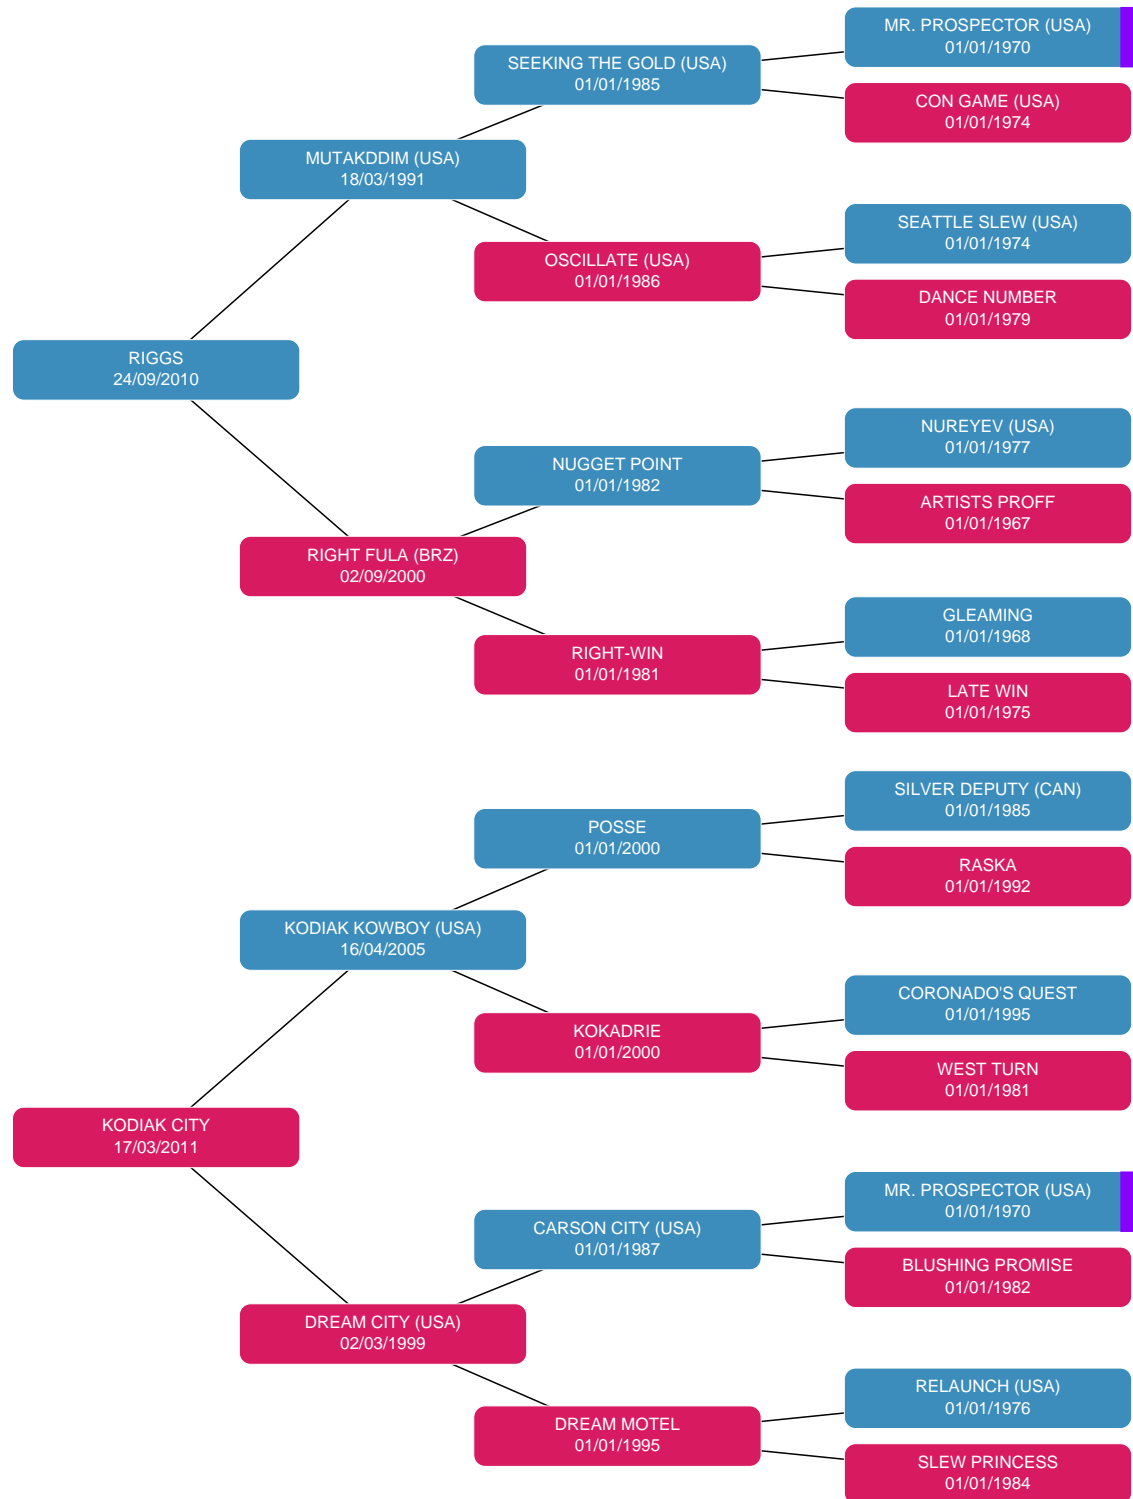 MR. PROSPECTOR (USA)
01/01/1970
SEEKING THE GOLD (USA)
01/01/1985
CON GAME (USA)
01/01/1974
MUTAKDDIM (USA)
18/03/1991
SEATTLE SLEW (USA)
01/01/1974
OSCILLATE (USA)
01/01/1986
DANCE NUMBER
01/01/1979
RIGGS
24/09/2010
NUREYEV (USA)
01/01/1977
NUGGET POINT
01/01/1982
ARTISTS PROFF
01/01/1967
RIGHT FULA (BRZ)
02/09/2000
GLEAMING
01/01/1968
RIGHT-WIN
01/01/1981
LATE WIN
01/01/1975
SILVER DEPUTY (CAN)
01/01/1985
POSSE
01/01/2000
RASKA
01/01/1992
KODIAK KOWBOY (USA)
16/04/2005
CORONADO'S QUEST
01/01/1995
KOKADRIE
01/01/2000
WEST TURN
01/01/1981
KODIAK CITY
17/03/2011
MR. PROSPECTOR (USA)
01/01/1970
CARSON CITY (USA)
01/01/1987
BLUSHING PROMISE
01/01/1982
DREAM CITY (USA)
02/03/1999
RELAUNCH (USA)
01/01/1976
DREAM MOTEL
01/01/1995
SLEW PRINCESS
01/01/1984